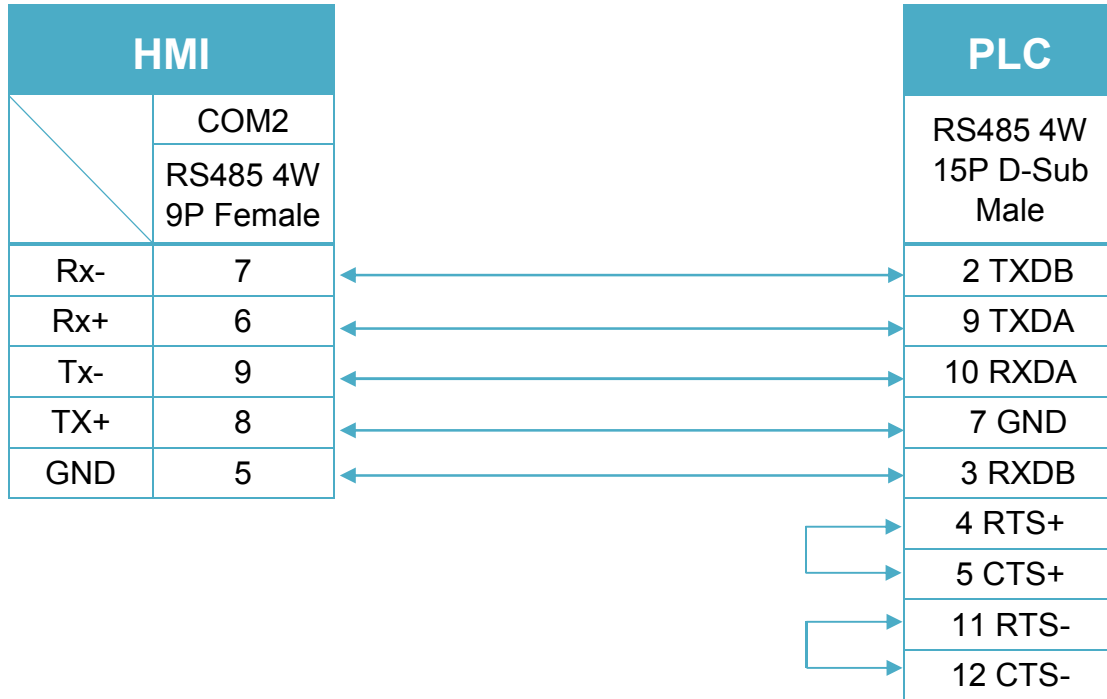 HMI
PLC
COM2
RS485 4W
9P Female
RS485 4W
15P D-Sub
Male
Rx- 7 2 TXDB
Rx+ 6 9 TXDA
Tx- 9 10 RXDA
TX+ 8 7 GND
GND 5 3 RXDB
4 RTS+
5 CTS+
11 RTS-
12 CTS-